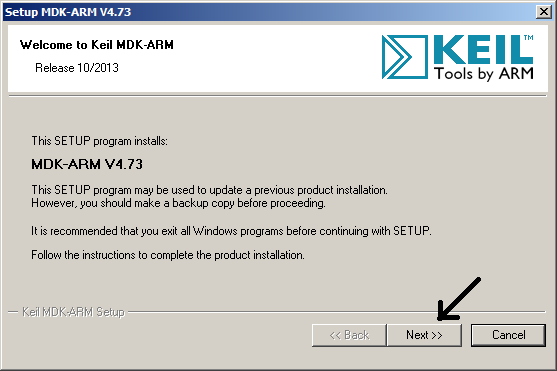 Setup MDK-ARM V4.73
Welcome to Keil MDK-ARM
Release 10/2013
KEIL™
Tools by ARM
This SETUP program installs:
MDK-ARM V4.73
This SETUP program may be used to update a previous product installation.
However, you should make a backup copy before proceeding.
It is recommended that you exit all Windows programs before continuing with SETUP.
Follow the instructions to complete the product installation.
Keil MDK-ARM Setup
<< Back
Next >>
Cancel